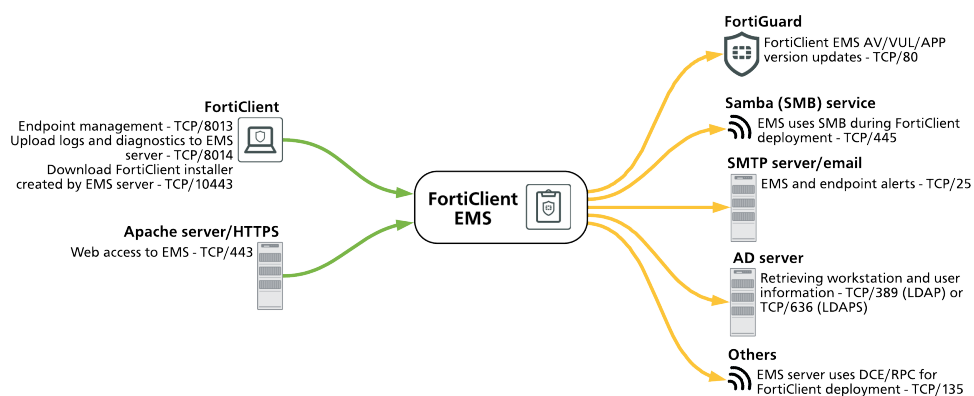 FortiClient
Endpoint management - TCP/8013
Upload logs and diagnostics to EMS
server - TCP/8014
Download FortiClient installer
created by EMS server - TCP/10443
Apache server/HTTPS
Web access to EMS - TCP/443
FortiClient
EMS
FortiGuard
FortiClient EMS AV/VUL/APP
version updates - TCP/80
Samba (SMB) service
EMS uses SMB during FortiClient
deployment - TCP/445
SMTP server/email
EMS and endpoint alerts - TCP/25
AD server
Retrieving workstation and user
information - TCP/389 (LDAP) or
TCP/636 (LDAPS)
Others
EMS server uses DCE/RPC for
FortiClient deployment - TCP/135